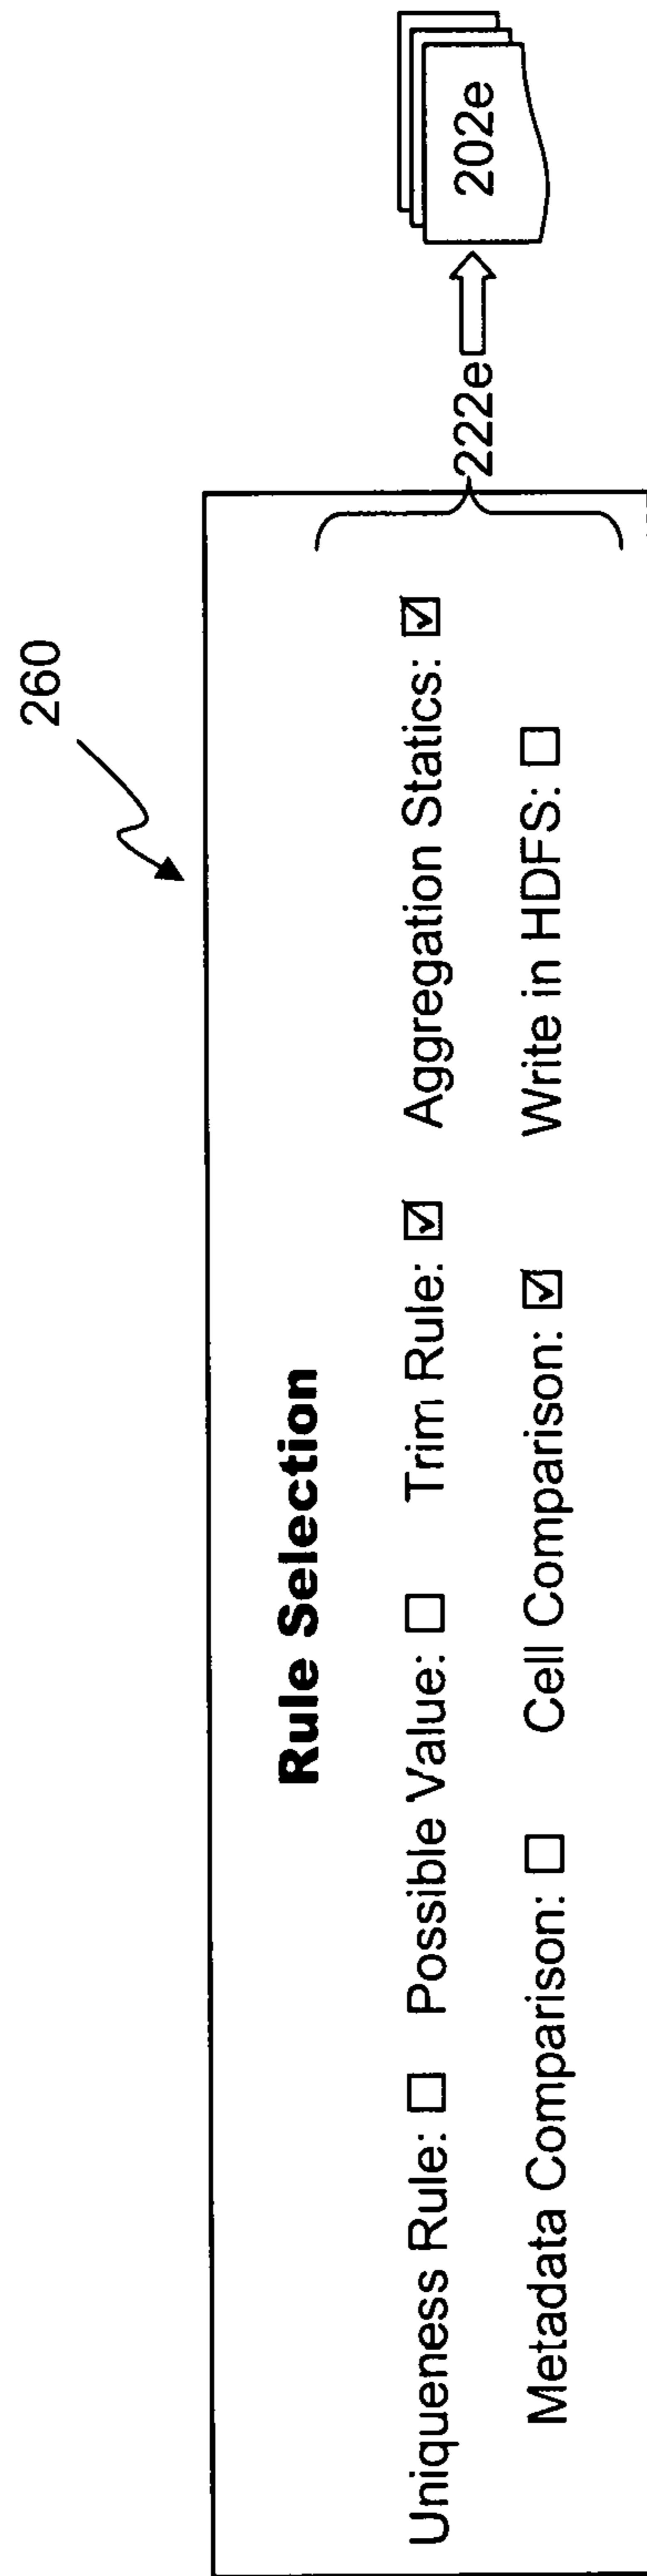 260
Rule Selection
Uniqueness Rule: ☐ Possible Value: ☐ Trim Rule: ☑ Aggregation Statics: ☑
Metadata Comparison: ☐ Cell Comparison: ☑ Write in HDFS: ☐
222e
202e